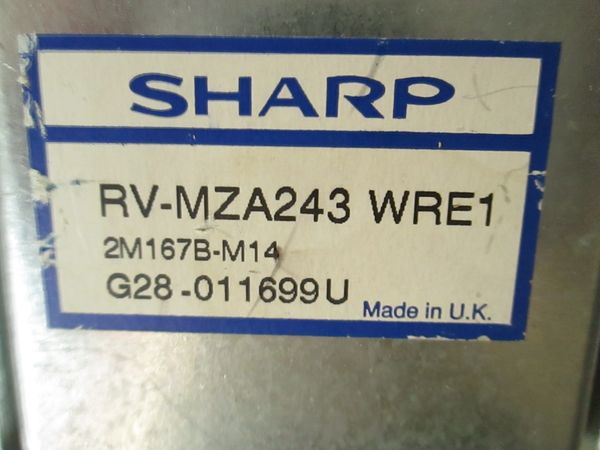 SHARP
RV-MZA243 WRE1
2M167B-M14
G28-011699U
Made in U.K.